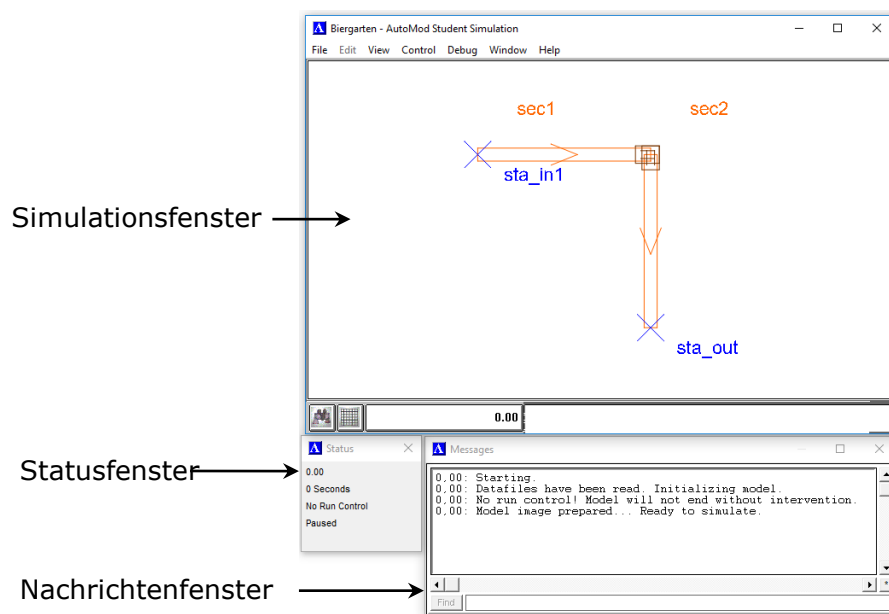 Biergarten - AutoMod Student Simulation
File Edit View Control Debug Window Help
sec1 sec2
sta_in1
Simulationsfenster
sta_out
0.00
Status
Messages
Statusfenster
0.00
0 Seconds
No Run Control
Paused
0,00: Starting.
0,00: Datafiles have been read. Initializing model.
0,00: No run control! Model will not end without intervention.
0,00: Model image prepared... Ready to simulate.
Nachrichtenfenster
Find